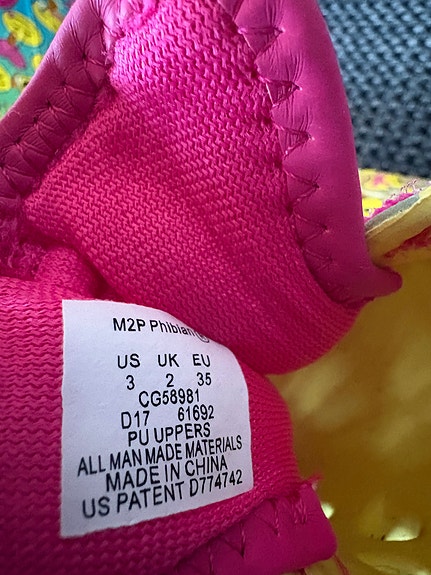 M2P Phibian®
US UK EU
3 2 35
CG58981
D17 61692
PU UPPERS
ALL MAN MADE MATERIALS
MADE IN CHINA
US PATENT D774742